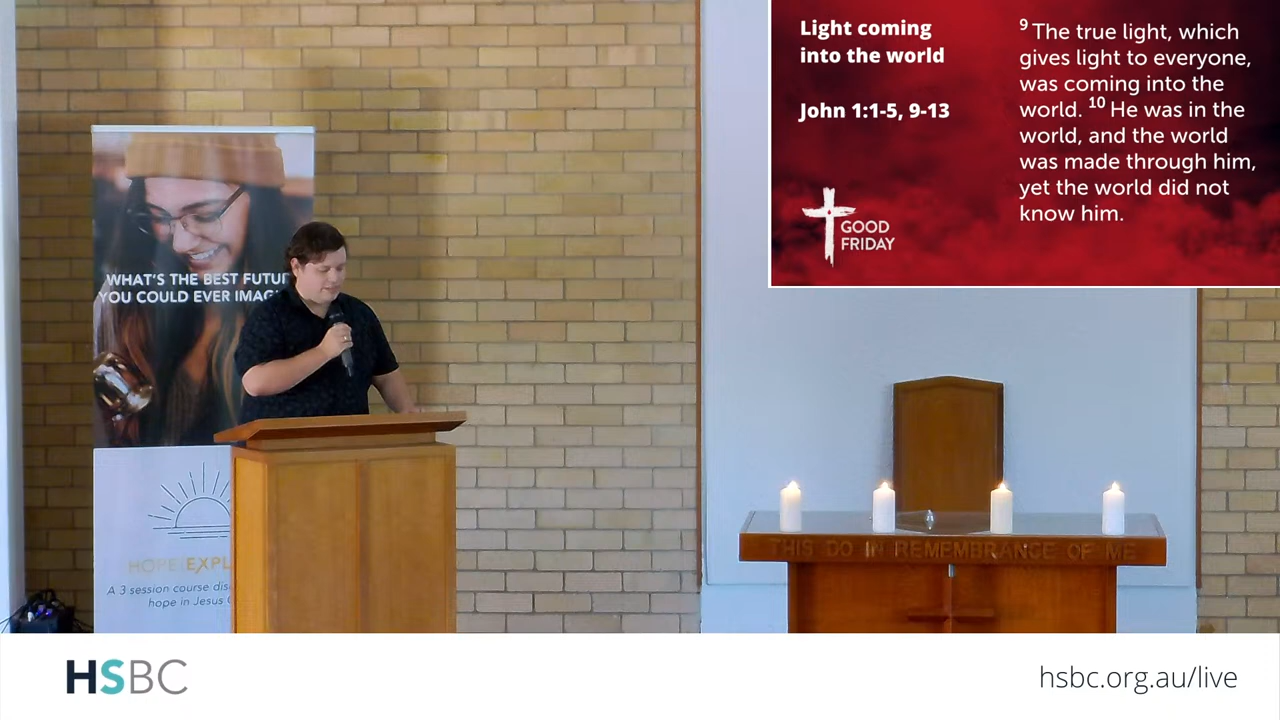 Light coming
into the world
John 1:1-5, 9-13
GOOD
FRIDAY
9 The true light, which
gives light to everyone,
was coming into the
world. 10 He was in the
world, and the world
was made through him,
yet the world did not
know him.
WHAT'S THE BEST
YOU COULD EVER
A 3 session course
hope in Jesus
THIS DO IN REMEMBRANCE OF ME
HSBC
hsbc.org.au/live